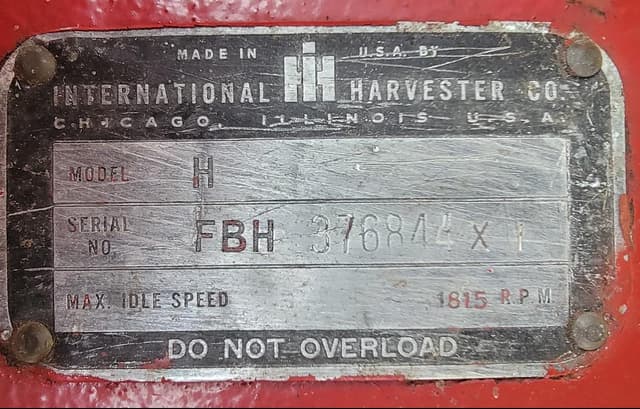 MADE IN IH U.S.A. BY
INTERNATIONAL HARVESTER CO.
CHICAGO, ILLINOIS U.S.A.
MODEL H
SERIAL NO. FBH 376844 X 1
MAX. IDLE SPEED 1815 R.P.M
DO NOT OVERLOAD